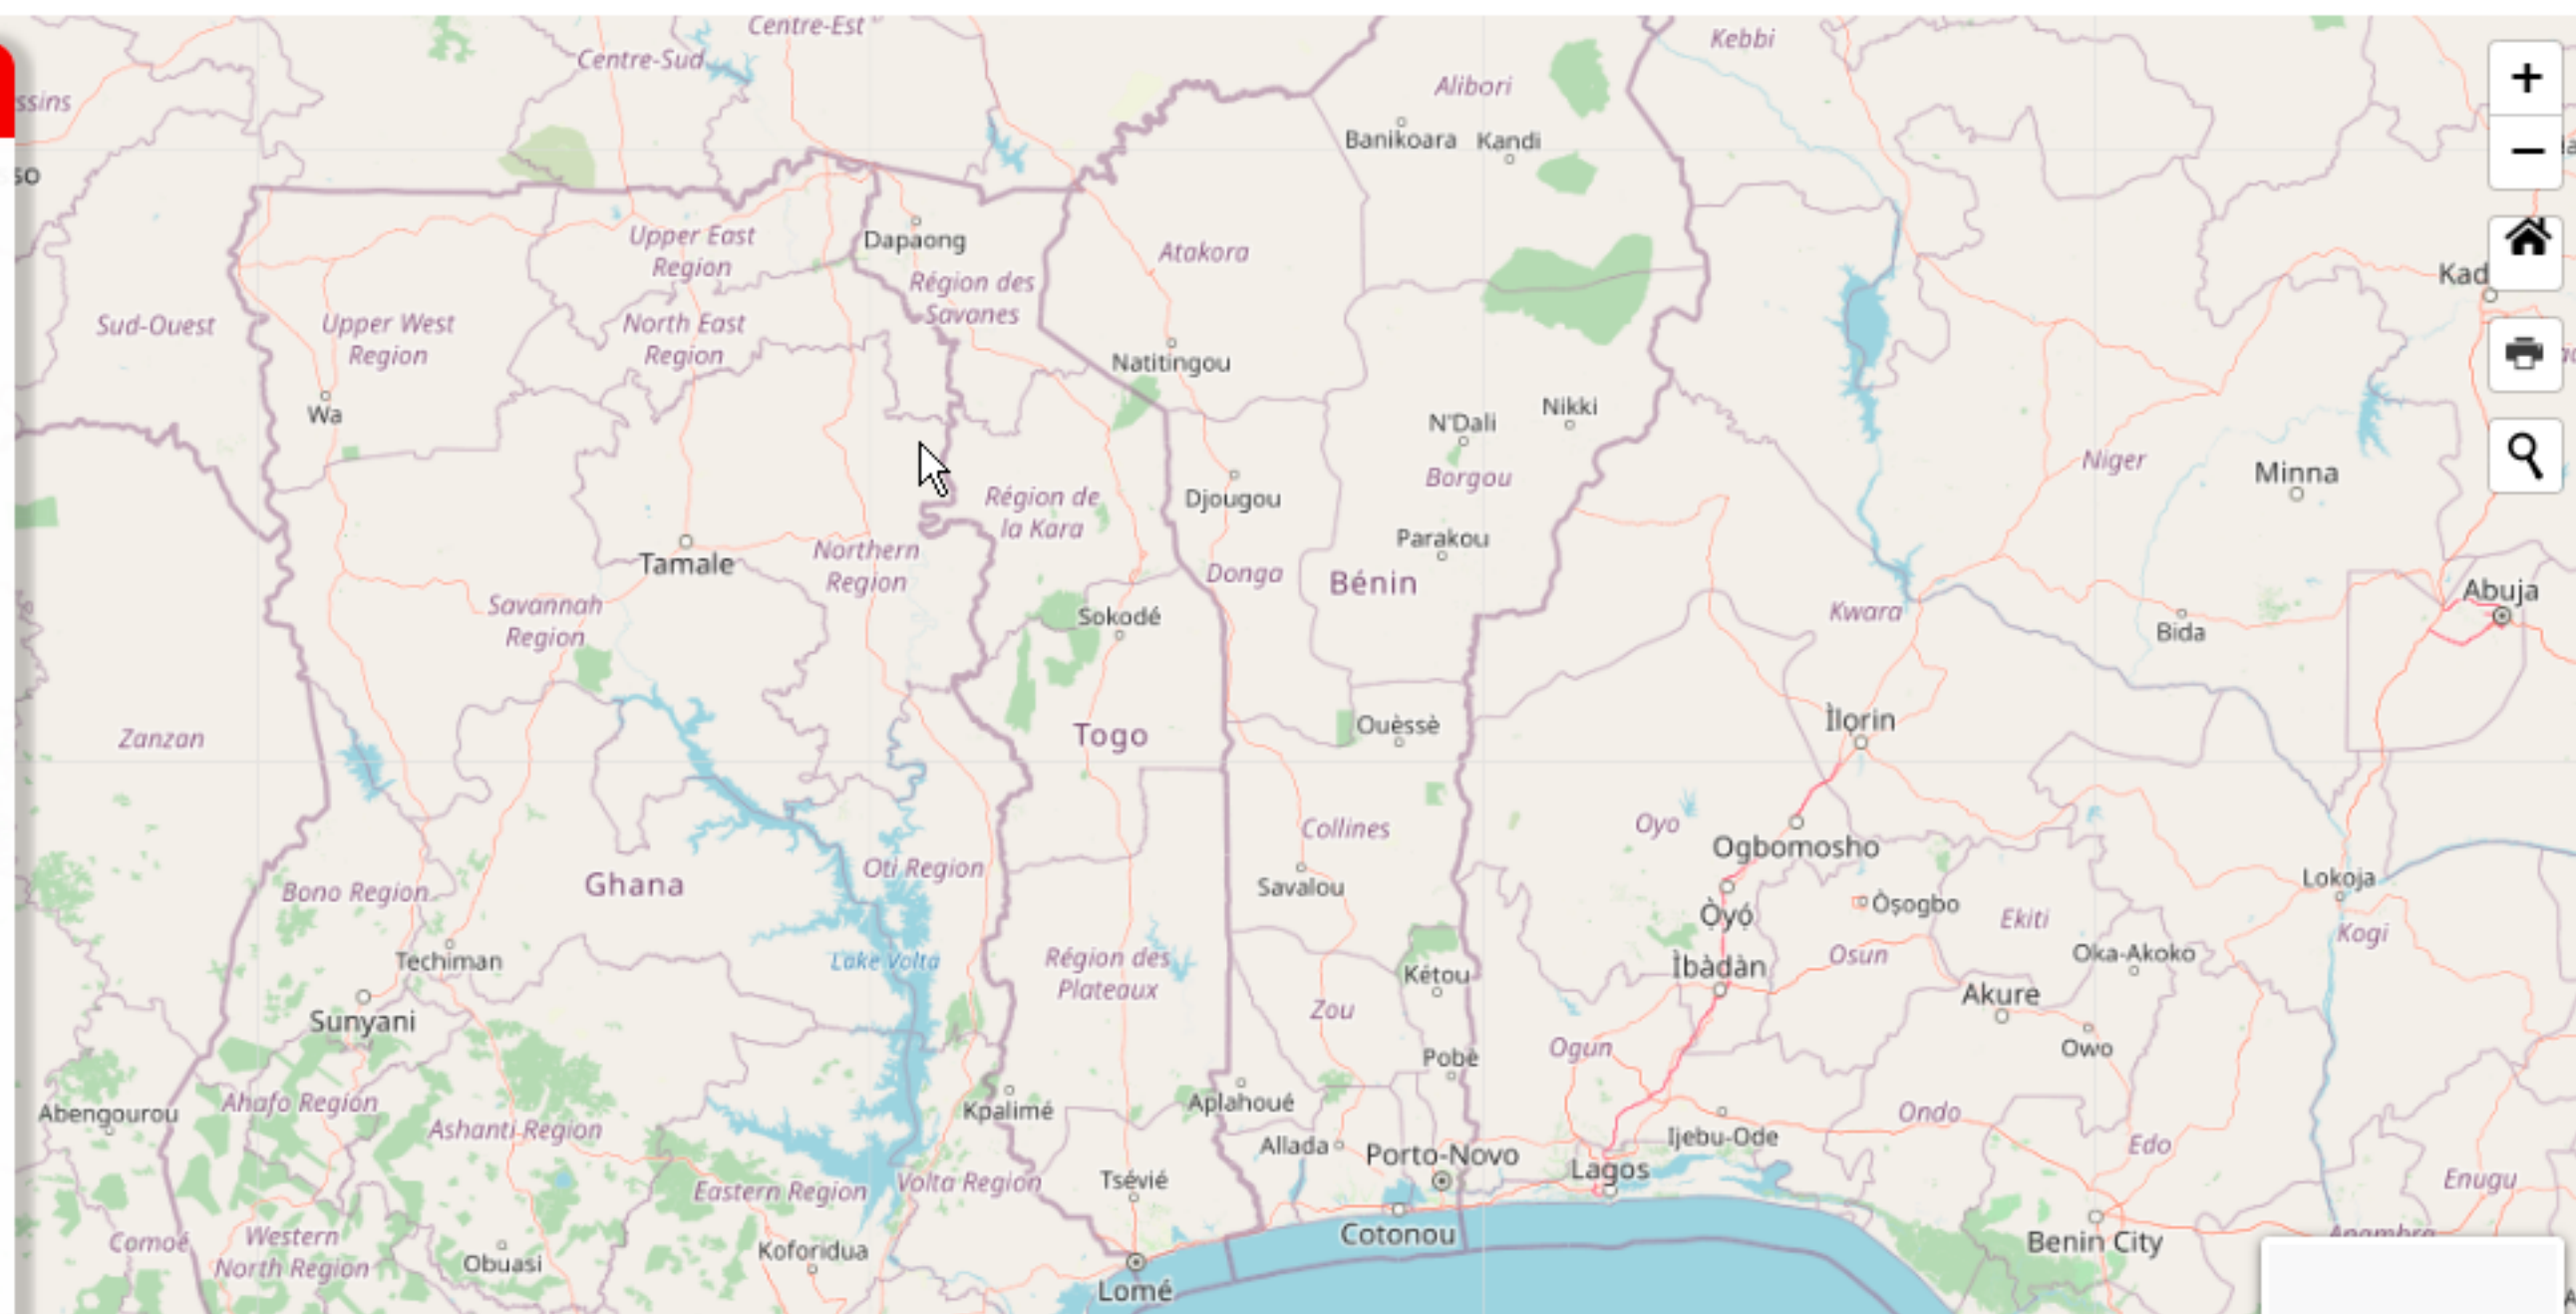 Centre-Est
Kebbi
Centre-Sud
Alibori
ssins
Banikoara
Kandi
so
Dapaong
Upper East
Region
Atakora
Région des
Savanes
Kad
Sud-Ouest
Upper West
Region
North East
Region
Natitingou
Wa
N'Dali
Nikki
Niger
Minna
Borgou
Région de
la Kara
Djougou
Parakou
Tamale
Northern
Region
Donga
Bénin
Abuja
Savannah
Region
Sokodé
Kwara
Bida
Zanzan
Togo
Ouèssè
Ìlọrin
Collines
Oyo
Ogbomosho
Oti Region
Ghana
Bono Region
Savalou
Lokoja
Òyó
Òṣogbo
Ekiti
Kogi
Techiman
Lake Volta
Région des
Plateaux
Kétou
Ìbàdàn
Osun
Oka-Akoko
Sunyani
Zou
Akure
Pobè
Ogun
Owo
Abengourou
Ahafo Region
Kpalimé
Aplahoué
Ondo
Ashanti Region
Allada
Porto-Novo
Ijebu-Ode
Edo
Eastern Region
Volta Region
Tsévié
Lagos
Enugu
Comoé
Western
North Region
Obuasi
Koforidua
Cotonou
Benin City
Anambra
Lomé